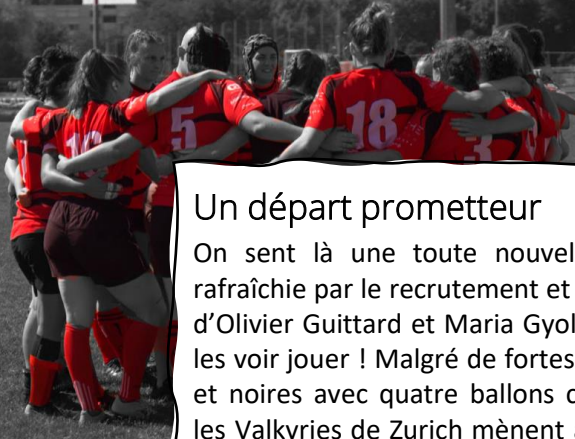 5
18
3
Un départ prometteur
On sent là une toute nouvel
rafraîchie par le recrutement et
d’Olivier Guittard et Maria Gyol
les voir jouer ! Malgré de fortes
et noires avec quatre ballons
les Valkyries de Zurich mènent